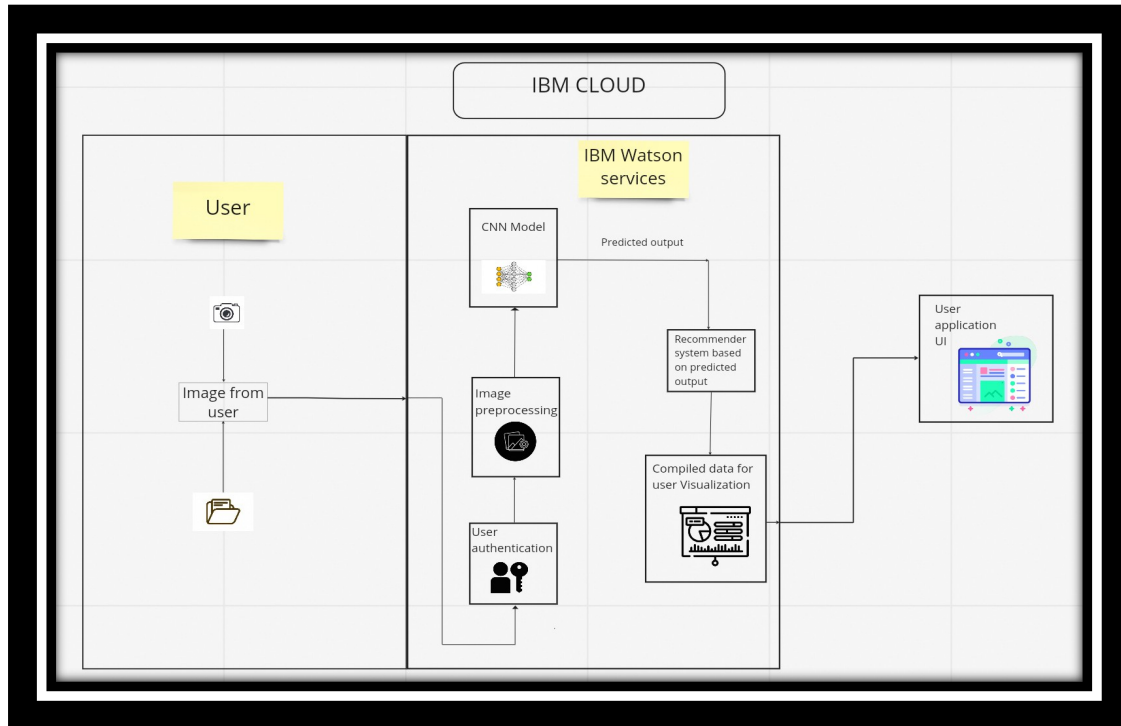 IBM CLOUD
User
Image from
user
IBM Watson
services
CNN Model
Predicted output
Recommender
system based
on predicted
output
Image
preprocessing
User
authentication
Compiled data for
user Visualization
User
application
UI